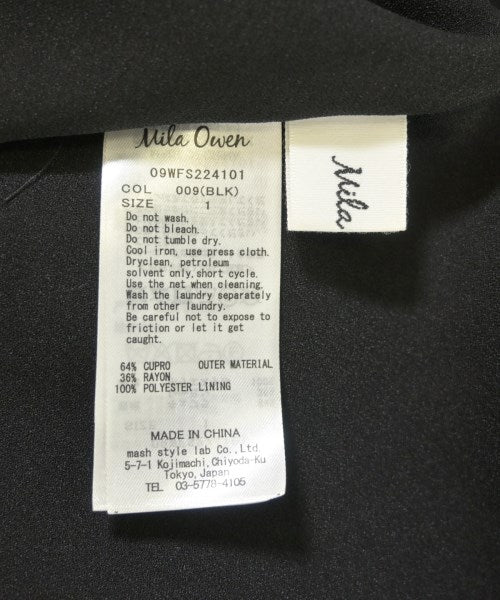 Mila Owen
09WFS224101
COL 009(BLK)
SIZE 1
Do not wash.
Do not bleach.
Do not tumble dry.
Cool iron, use press cloth.
Dryclean, petroleum
solvent only, short cycle.
Use the net when cleaning.
Wash the laundry separately
from other laundry.
Be careful not to expose to
friction or let it get
caught.
64% CUPRO OUTER MATERIAL
36% RAYON
100% POLYESTER LINING
MADE IN CHINA
mash style lab Co., Ltd.
5-7-1 Kojimachi, Chiyoda-Ku
Tokyo, Japan
TEL 03-5778-4105
Mila